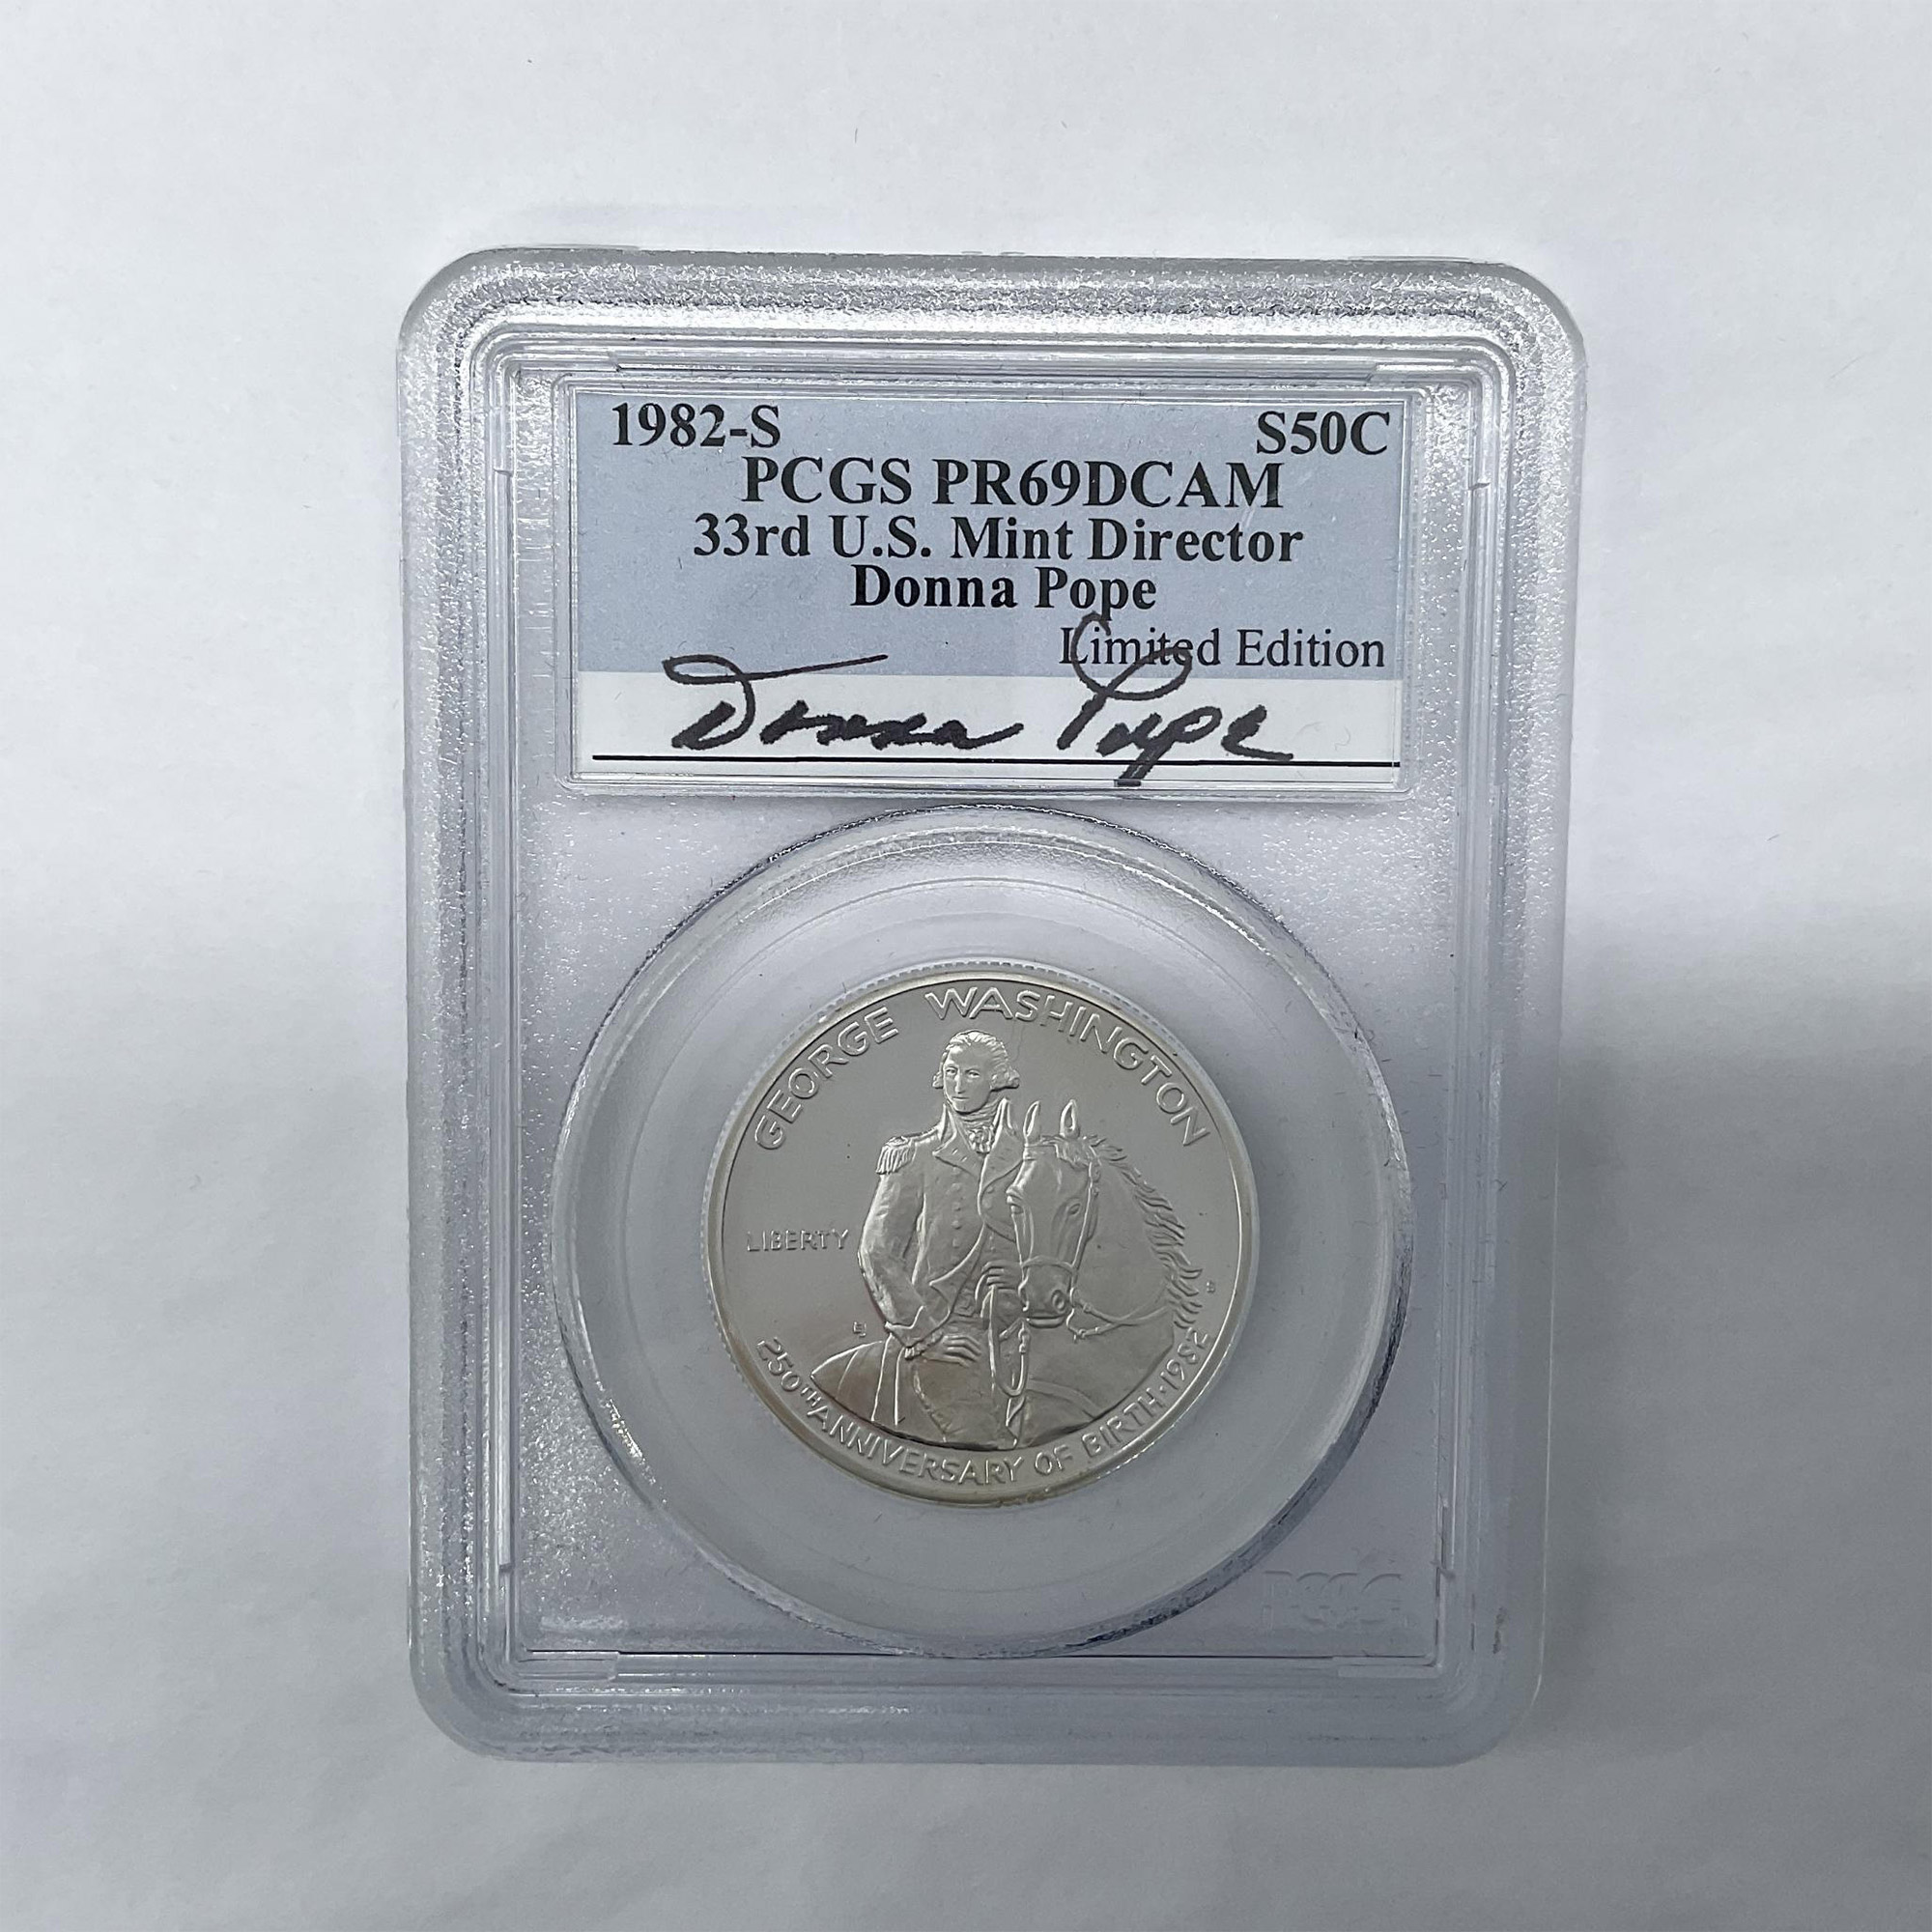 1982-S S50C
PCGS PR69DCAM
33rd U.S. Mint Director
Donna Pope
Limited Edition
Donna Pope
GEORGE WASHINGTON
LIBERTY
250TH ANNIVERSARY OF BIRTH·1982
PCGS